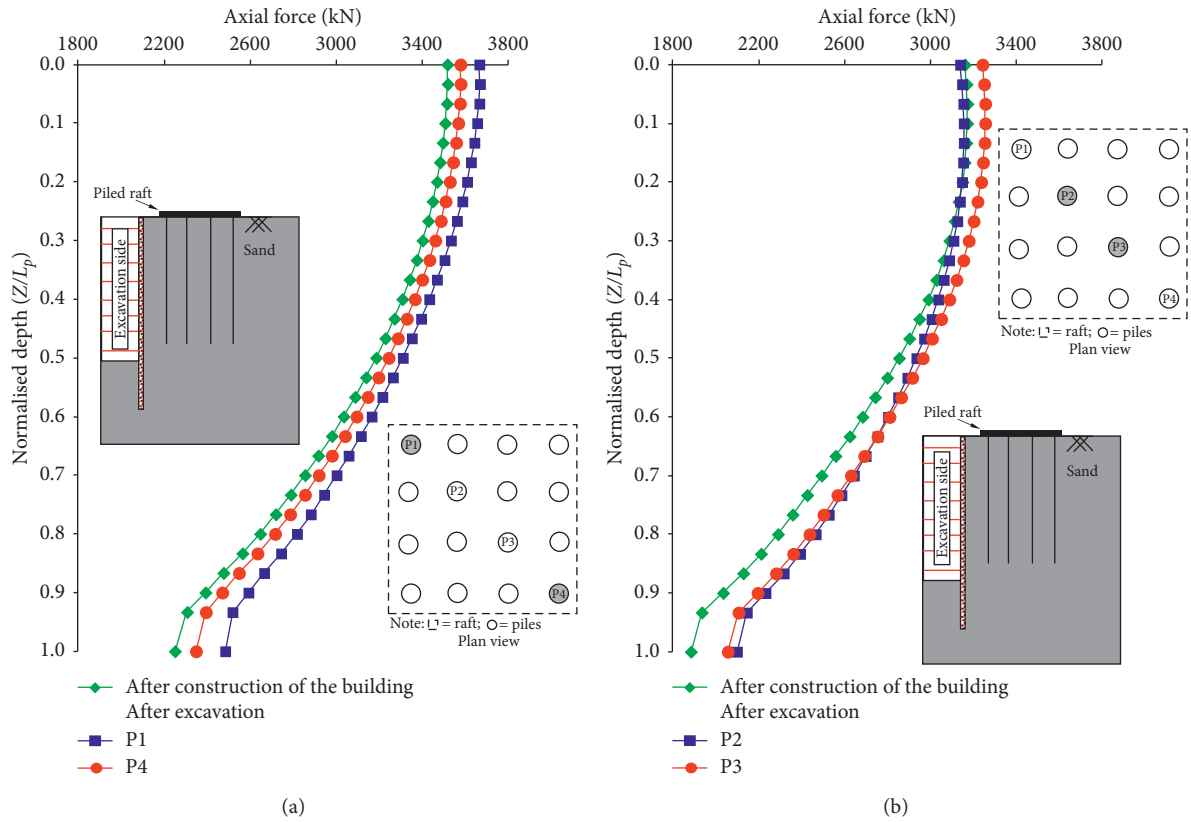 Axial force (kN)
1800 2200 2600 3000 3400 3800
0.0
0.1
0.2
0.3
0.4
0.5
0.6
0.7
0.8
0.9
1.0
Normalised depth (Z/Lp)
Piled raft
Sand
Excavation side
P1
P2
P3
P4
Note: = raft; = piles
Plan view
After construction of the building
After excavation
P1
P4
(a)
Axial force (kN)
1800 2200 2600 3000 3400 3800
0.0
0.1
0.2
0.3
0.4
0.5
0.6
0.7
0.8
0.9
1.0
Normalised depth (Z/Lp)
P1
P2
P3
P4
Note: = raft; = piles
Plan view
Piled raft
Sand
Excavation side
After construction of the building
After excavation
P2
P3
(b)